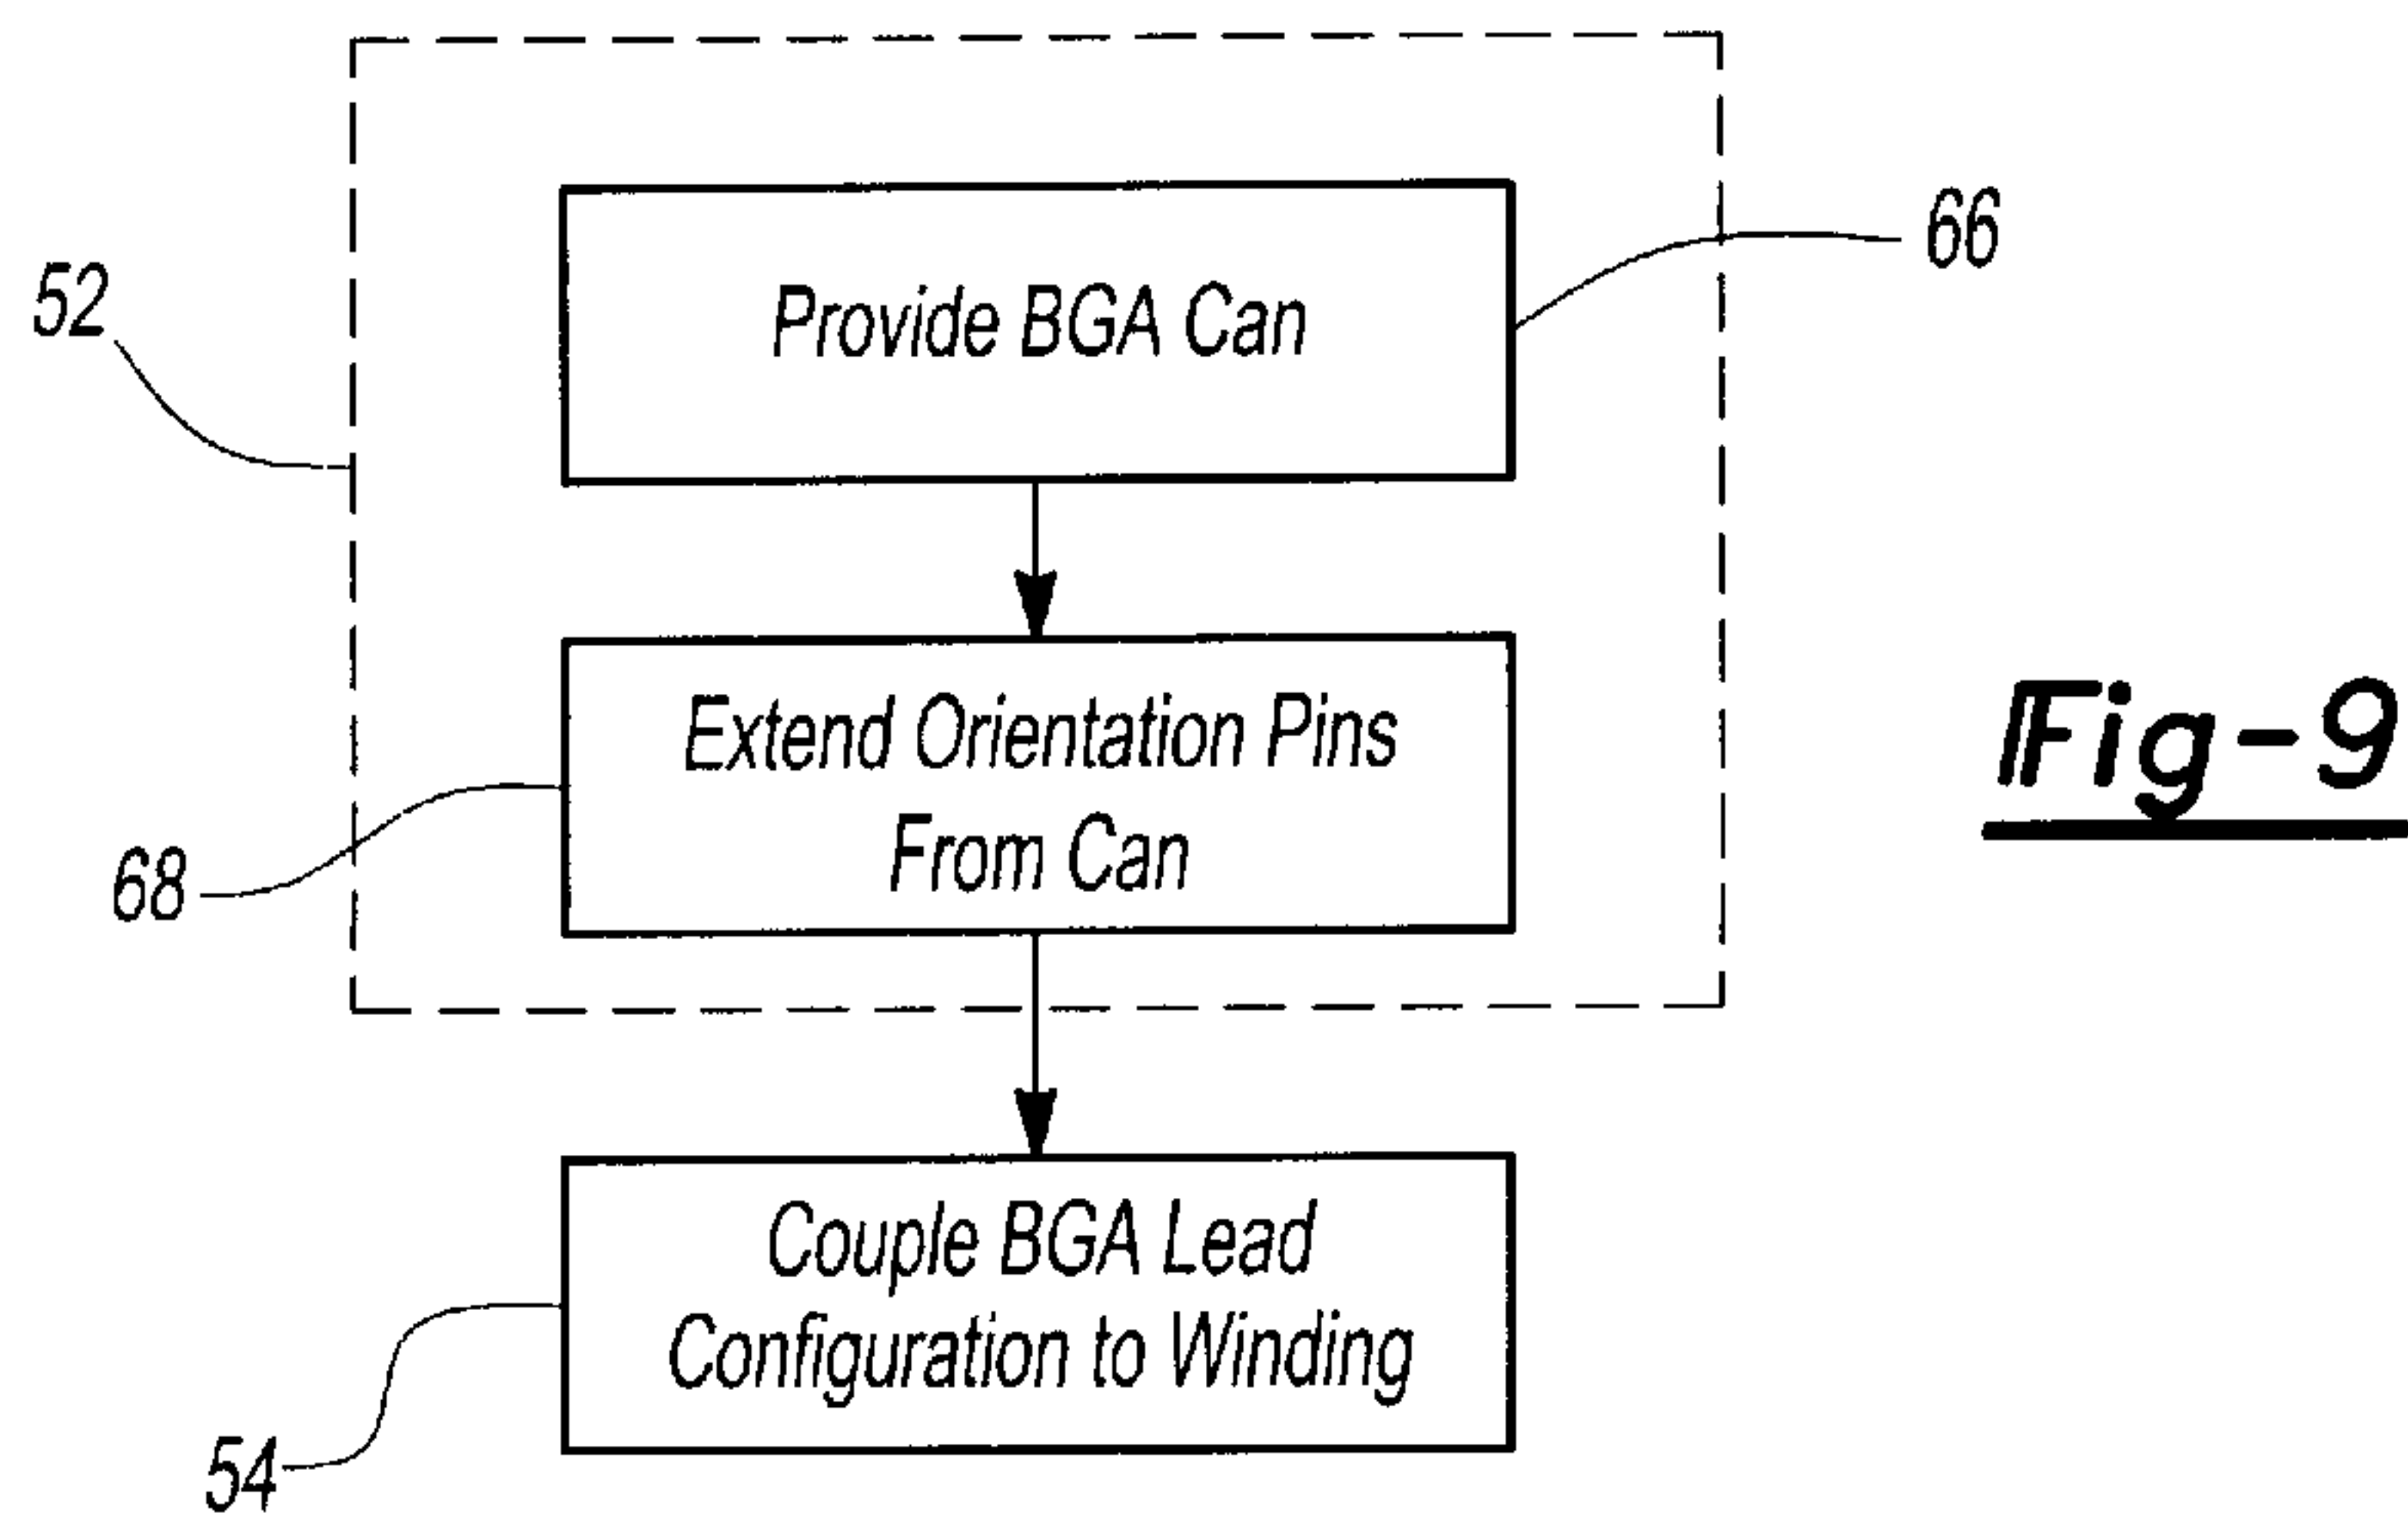 52
66
Provide BGA Can
Extend Orientation Pins
From Can
68
Fig-9
Couple BGA Lead
Configuration to Winding
54